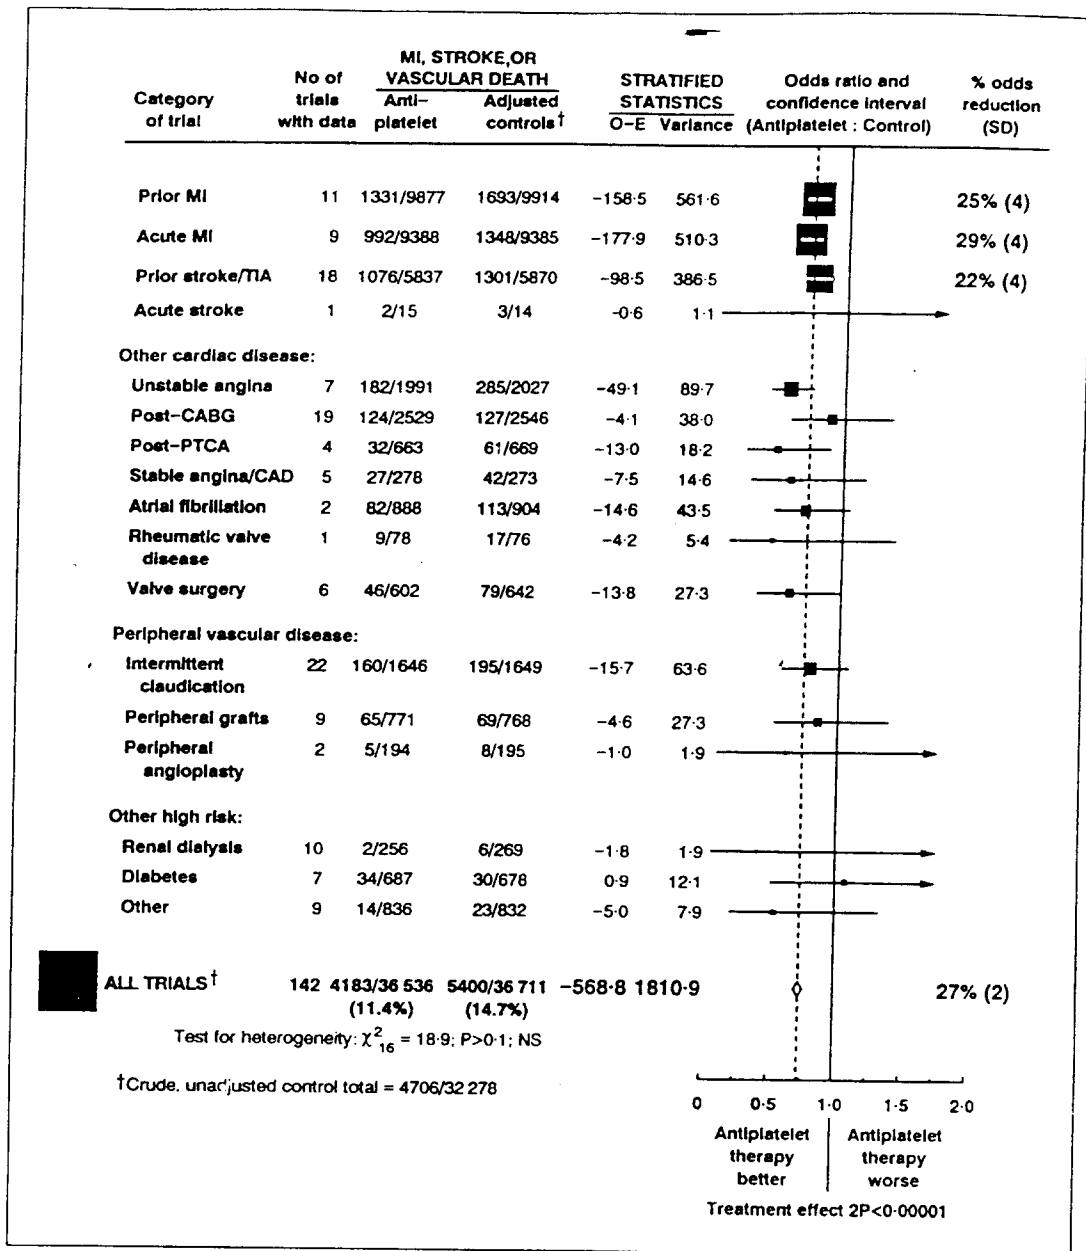 MI, STROKE, OR
No of VASCULAR DEATH STRATIFIED Odds ratio and % odds
Category trials Anti- Adjusted STATISTICS confidence interval reduction
of trial with data platelet controls† O-E Variance (Antiplatelet : Control) (SD)
Prior MI 11 1331/9877 1693/9914 -158·5 561·6 25% (4)
Acute MI 9 992/9388 1348/9385 -177·9 510·3 29% (4)
Prior stroke/TIA 18 1076/5837 1301/5870 -98·5 386·5 22% (4)
Acute stroke 1 2/15 3/14 -0·6 1·1
Other cardiac disease:
Unstable angina 7 182/1991 285/2027 -49·1 89·7
Post-CABG 19 124/2529 127/2546 -4·1 38·0
Post-PTCA 4 32/663 61/669 -13·0 18·2
Stable angina/CAD 5 27/278 42/273 -7·5 14·6
Atrial fibrillation 2 82/888 113/904 -14·6 43·5
Rheumatic valve 1 9/78 17/76 -4·2 5·4
disease
Valve surgery 6 46/602 79/642 -13·8 27·3
Peripheral vascular disease:
Intermittent 22 160/1646 195/1649 -15·7 63·6
claudication
Peripheral grafts 9 65/771 69/768 -4·6 27·3
Peripheral 2 5/194 8/195 -1·0 1·9
angioplasty
Other high risk:
Renal dialysis 10 2/256 6/269 -1·8 1·9
Diabetes 7 34/687 30/678 0·9 12·1
Other 9 14/836 23/832 -5·0 7·9
ALL TRIALS† 142 4183/36 536 5400/36 711 -568·8 1810·9 27% (2)
(11.4%) (14.7%)
Test for heterogeneity: χ²₁₆ = 18·9; P>0·1; NS
†Crude, unadjusted control total = 4706/32 278
0 0·5 1·0 1·5 2·0
Antiplatelet Antiplatelet
therapy therapy
better worse
Treatment effect 2P<0·00001